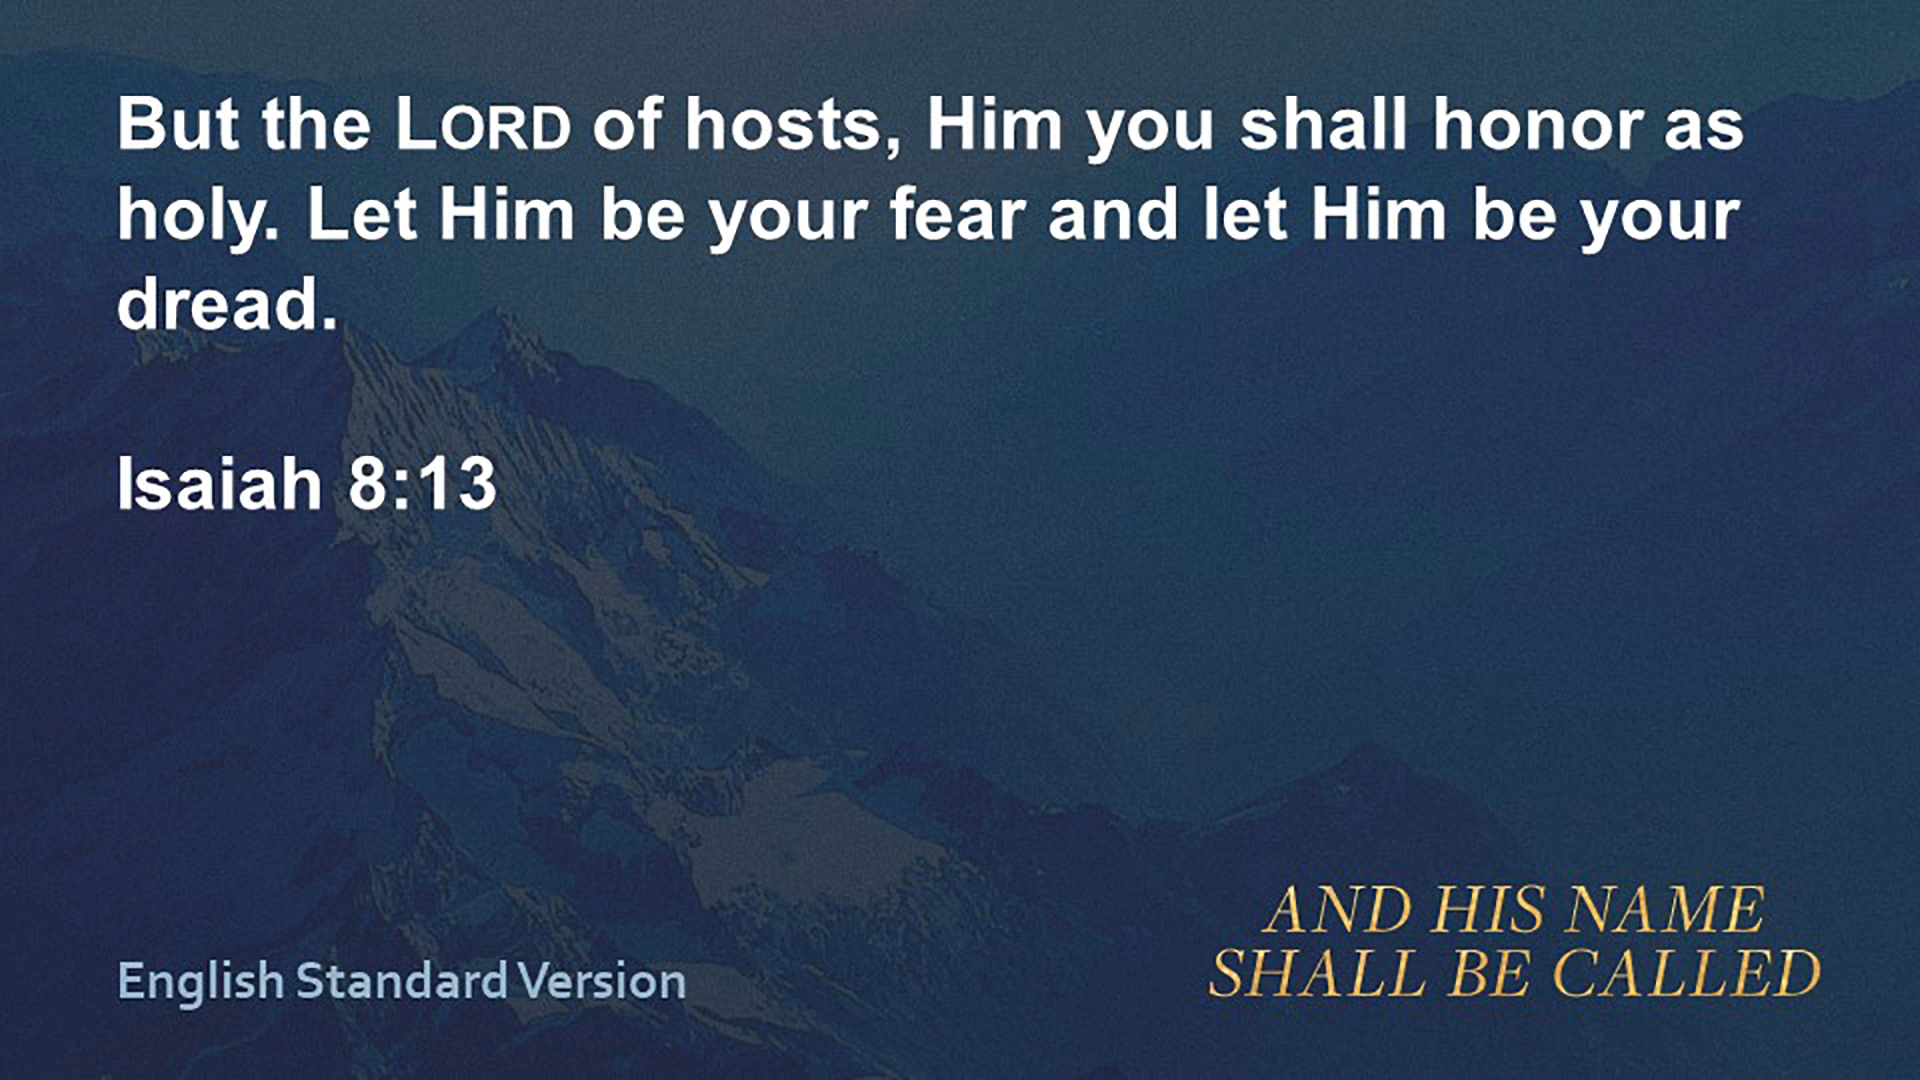 But the LORD of hosts, Him you shall honor as
holy. Let Him be your fear and let Him be your
dread.
Isaiah 8:13
English Standard Version
AND HIS NAME
SHALL BE CALLED